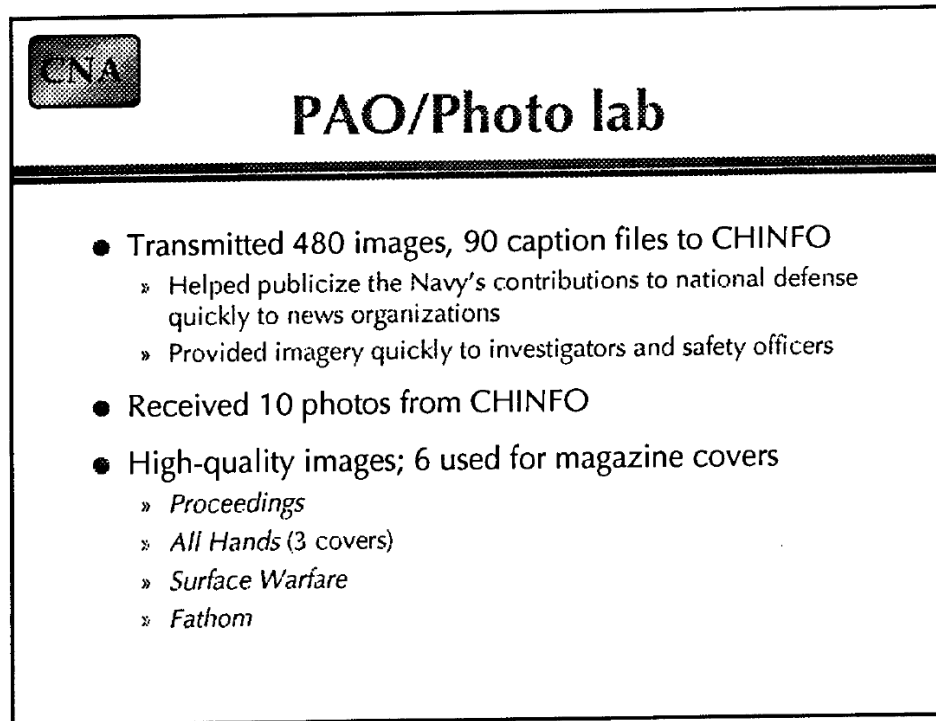 CNA
PAO/Photo lab
● Transmitted 480 images, 90 caption files to CHINFO
» Helped publicize the Navy's contributions to national defense
quickly to news organizations
» Provided imagery quickly to investigators and safety officers
● Received 10 photos from CHINFO
● High-quality images; 6 used for magazine covers
» Proceedings
» All Hands (3 covers)
» Surface Warfare
» Fathom